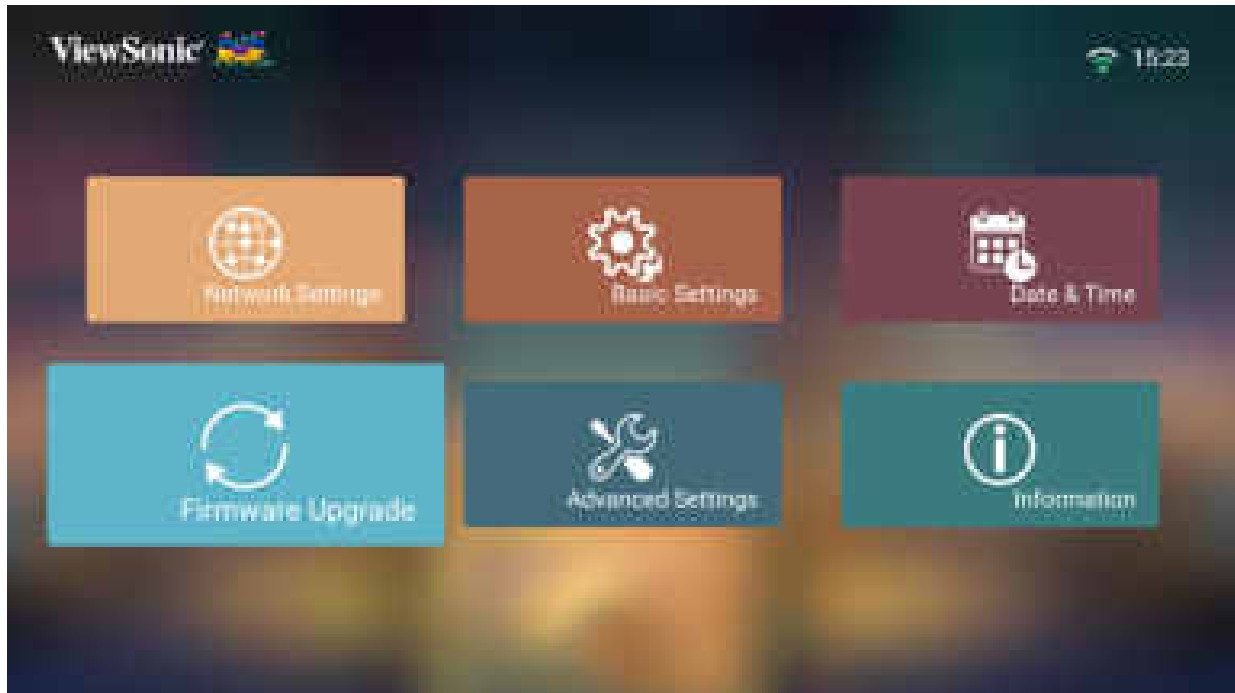 ViewSonic
15:23
Network Settings
Basic Settings
Date & Time
Firmware Upgrade
Advanced Settings
Information